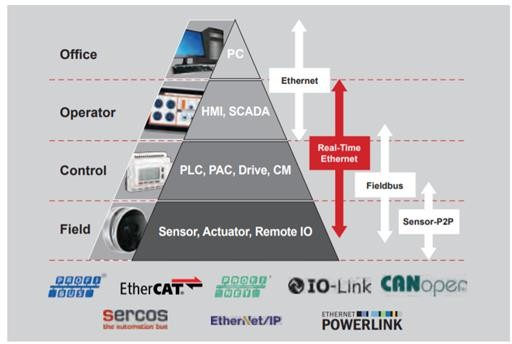 Office
PC
Ethernet
Operator
HMI, SCADA
Real-Time
Ethernet
Control
PLC, PAC, Drive, CM
Fieldbus
Sensor-P2P
Field
Sensor, Actuator, Remote IO
PROFI
BUS
EtherCAT
PROFI
NET
IO-Link
CANopen
sercos
the automation bus
EtherNet/IP
ETHERNET
POWERLINK